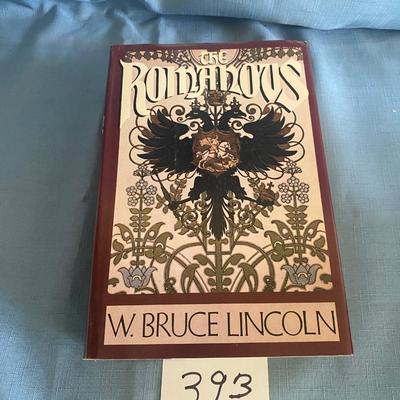 The
ROMANOVS
W. BRUCE LINCOLN
393